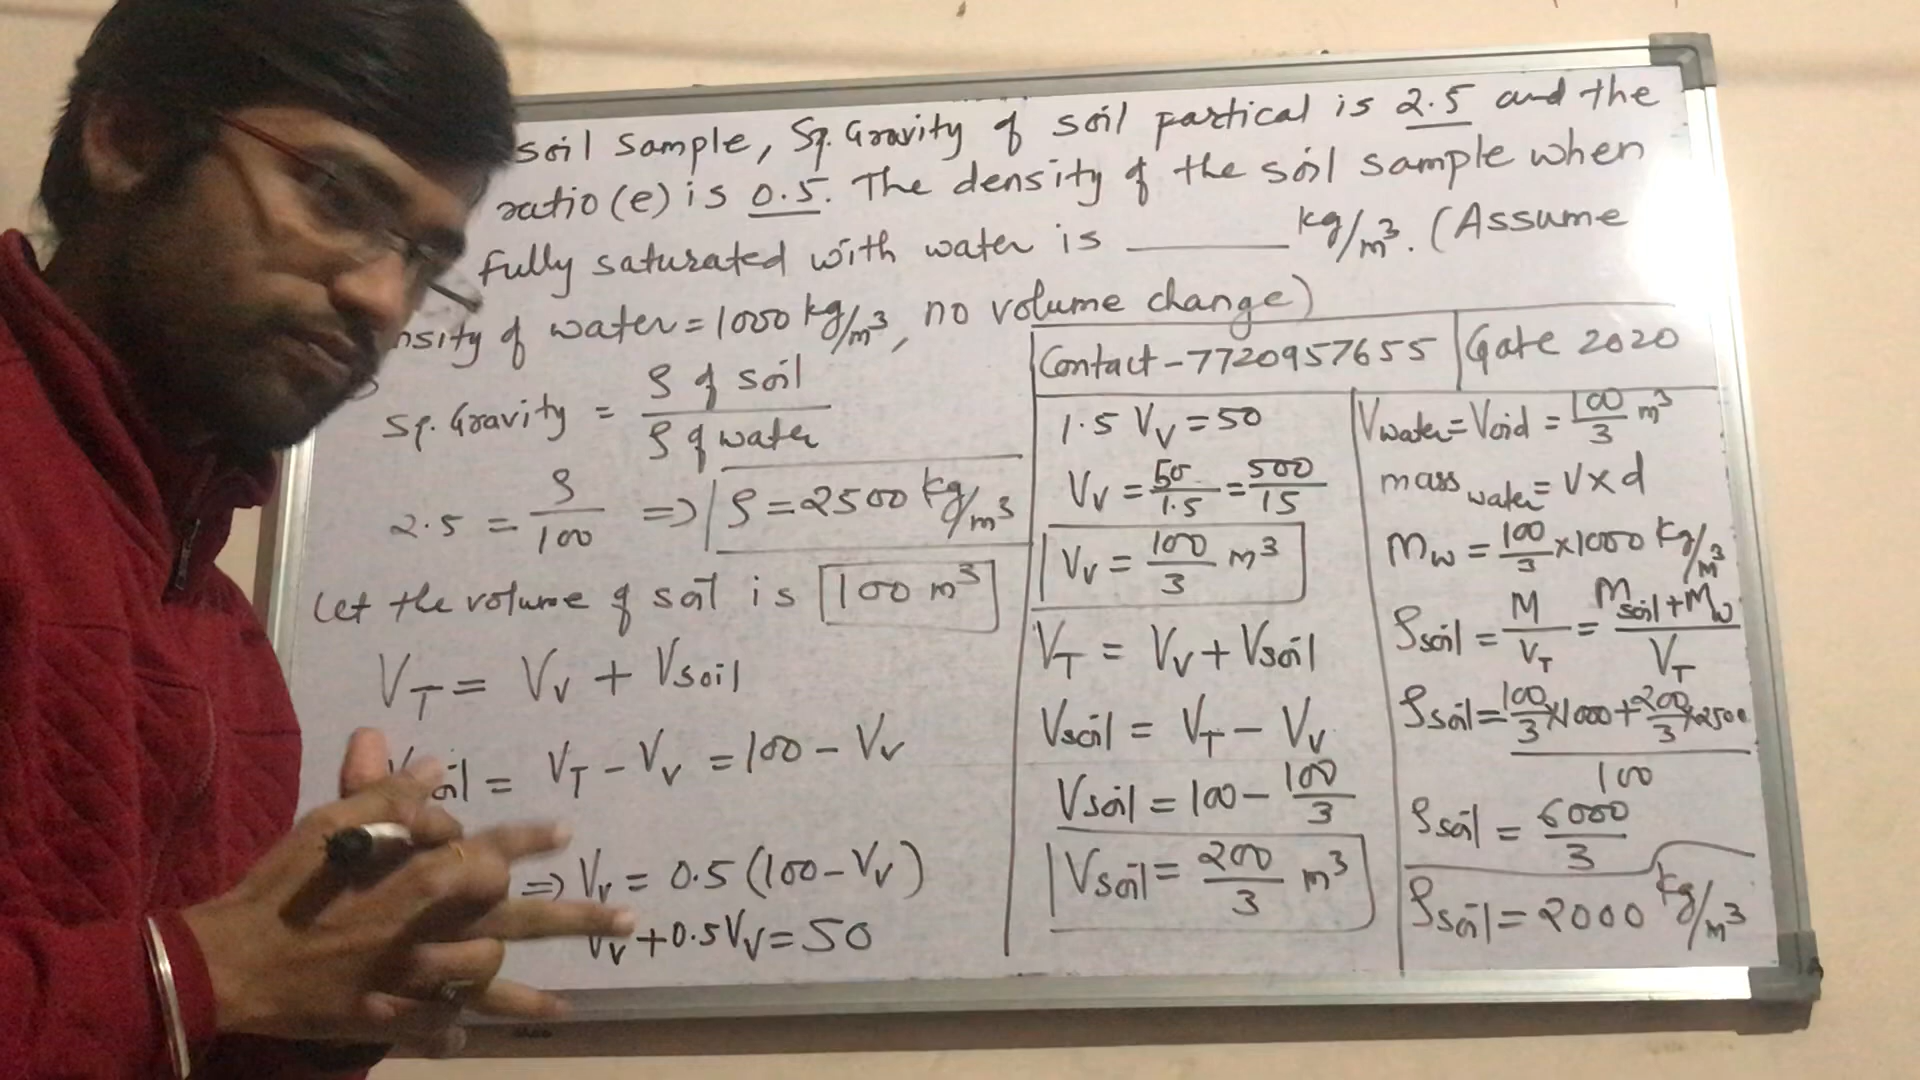 soil sample, Sp. Gravity of soil partical is 2.5 and the
ratio (e) is 0.5. The density of the soil sample when
fully saturated with water is ______ kg/m³. (Assume
nsity of water = 1000 kg/m³, no volume change)
Contact - 7720957655
Gate 2020
Sp. Gravity = ρ of soil / ρ of water
2.5 = ρ/100 => ρ = 2500 kg/m³
Let the volume of soil is 100 m³
V_T = V_v + V_soil
V_soil = V_T - V_v = 100 - V_v
=> V_v = 0.5 (100 - V_v)
V_v + 0.5 V_v = 50
1.5 V_v = 50
V_v = 50/1.5 = 500/15
V_v = 100/3 m³
V_T = V_v + V_soil
V_soil = V_T - V_v
V_soil = 100 - 100/3
V_soil = 200/3 m³
V_water = V_oid = 100/3 m³
mass_water = V × d
M_w = 100/3 × 1000 kg/m³
ρ_soil = M/V_T = (M_soil + M_w)/V_T
ρ_soil = (100/3 × 1000 + 200/3 × 2500)/100
ρ_soil = 6000/3
ρ_soil = 2000 kg/m³